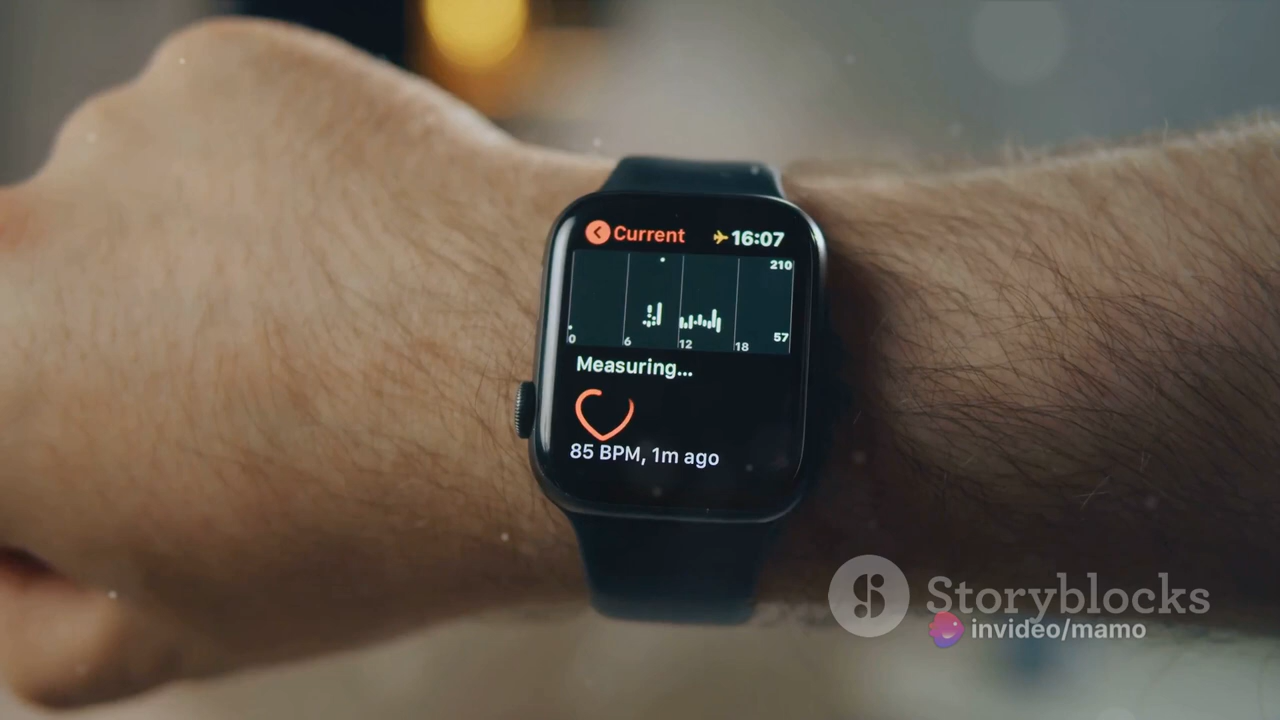 Current 16:07
210
57
0 6 12 18
Measuring...
85 BPM, 1m ago
Storyblocks
invideo/mamo